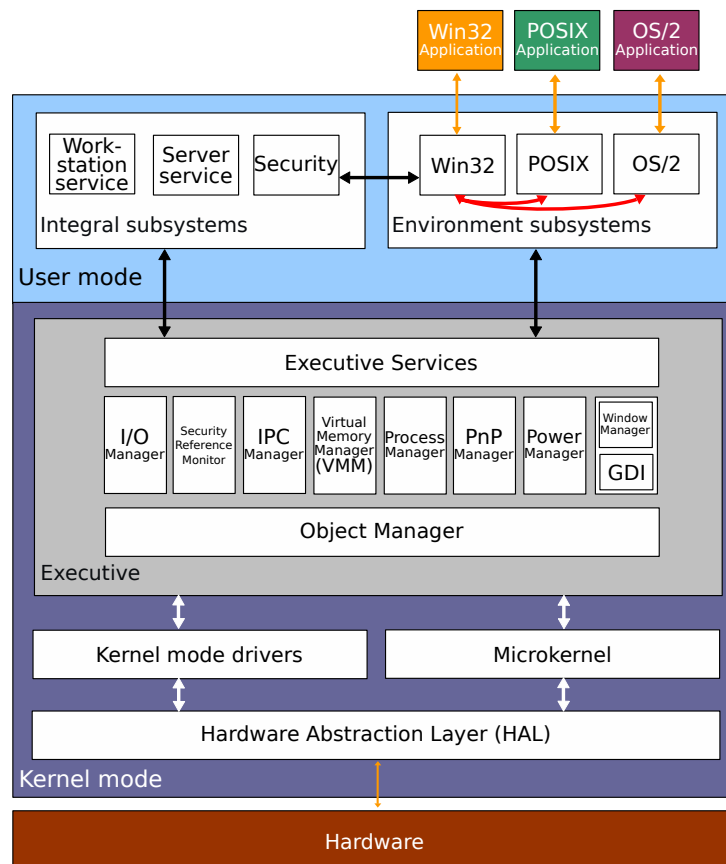 Win32
Application
POSIX
Application
OS/2
Application
Work-
station
service
Server
service
Security
Integral subsystems
Win32
POSIX
OS/2
Environment subsystems
User mode
Executive Services
I/O
Manager
Security
Reference
Monitor
IPC
Manager
Virtual
Memory
Manager
(VMM)
Process
Manager
PnP
Manager
Power
Manager
Window
Manager
GDI
Object Manager
Executive
Kernel mode drivers
Microkernel
Hardware Abstraction Layer (HAL)
Kernel mode
Hardware